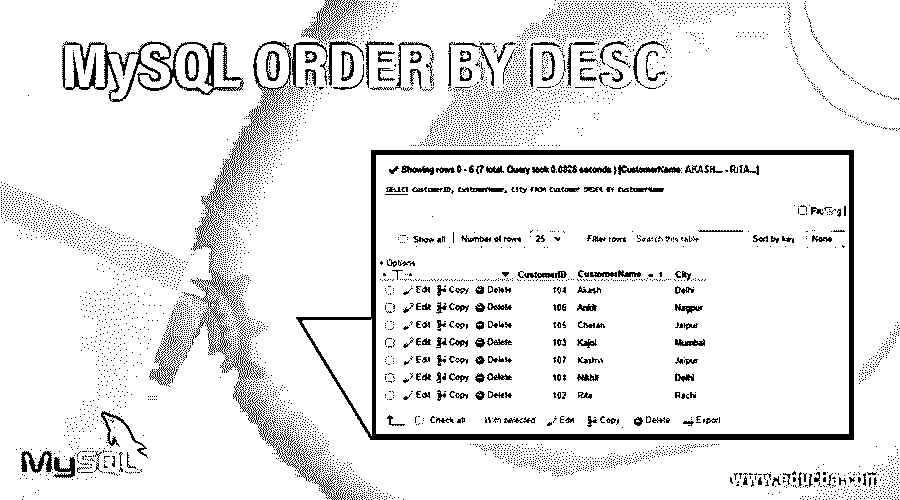 MySQL ORDER BY DESC
Showing rows 0 - 6 (7 total, Query took 0.0826 seconds.) [CustomerName: AKASH... - RITA...]
SELECT CustomerID, CustomerName, City FROM Customer ORDER BY CustomerName
Profiling
Show all Number of rows 25 Filter rows Search this table Sort by key None
+ Options
CustomerID CustomerName 1 City
Edit Copy Delete 104 Akash Delhi
Edit Copy Delete 106 Ankit Nagpur
Edit Copy Delete 105 Chetan Jaipur
Edit Copy Delete 103 Kajol Mumbai
Edit Copy Delete 107 Jaipur
Edit Copy Delete 101 Nikhil Delhi
Edit Copy Delete 102 Rita
Check all With selected Edit Copy Delete Export
MySQL
www.educba.com